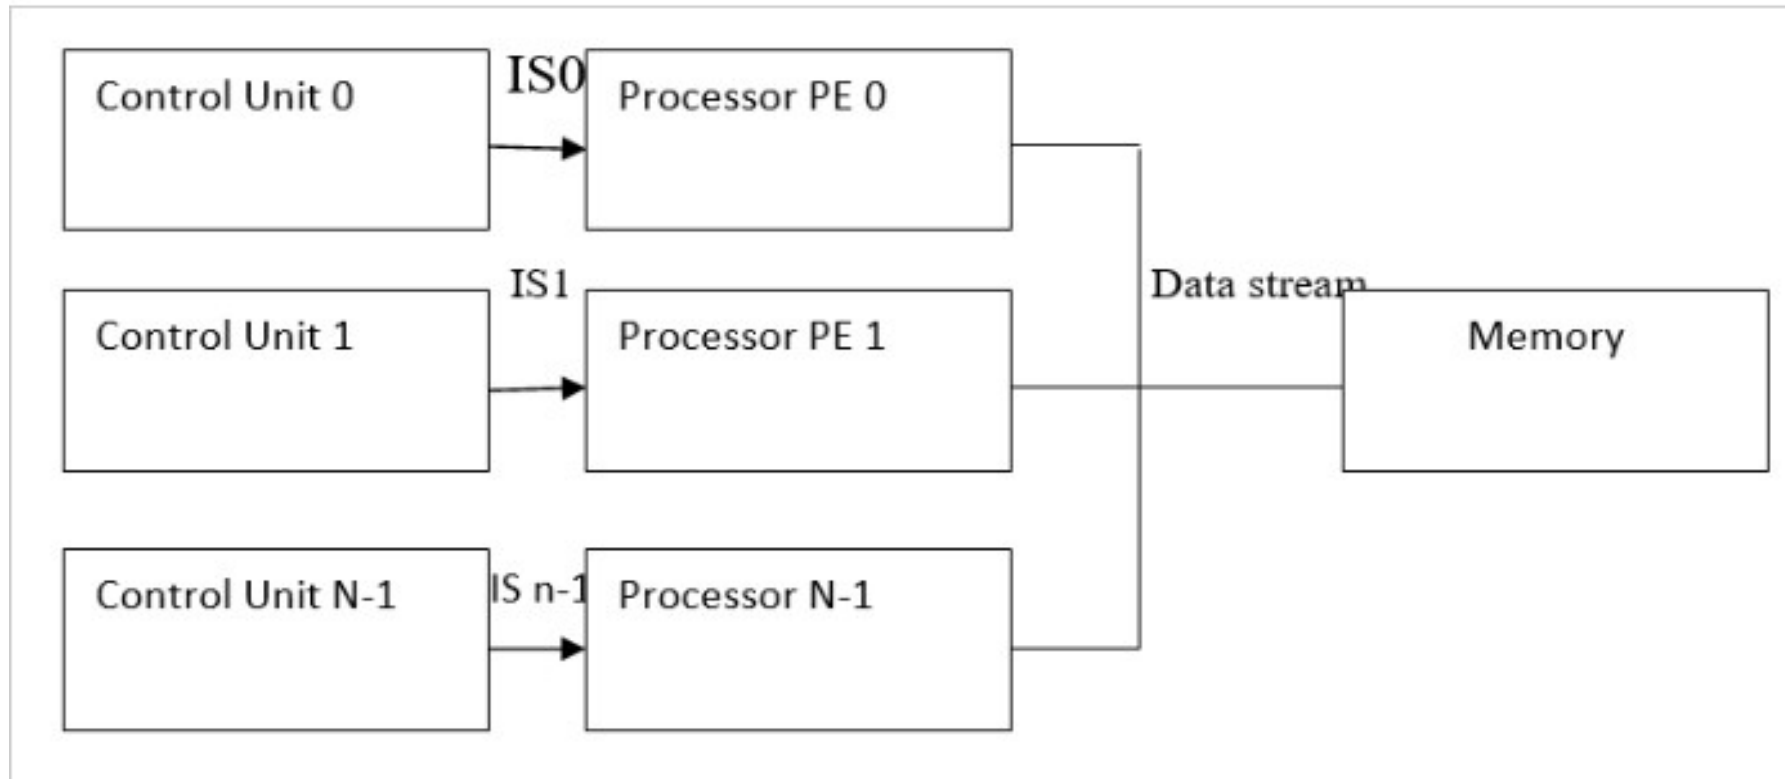 Control Unit 0
IS0
Processor PE 0
Control Unit 1
IS1
Processor PE 1
Data stream
Memory
Control Unit N-1
IS n-1
Processor N-1